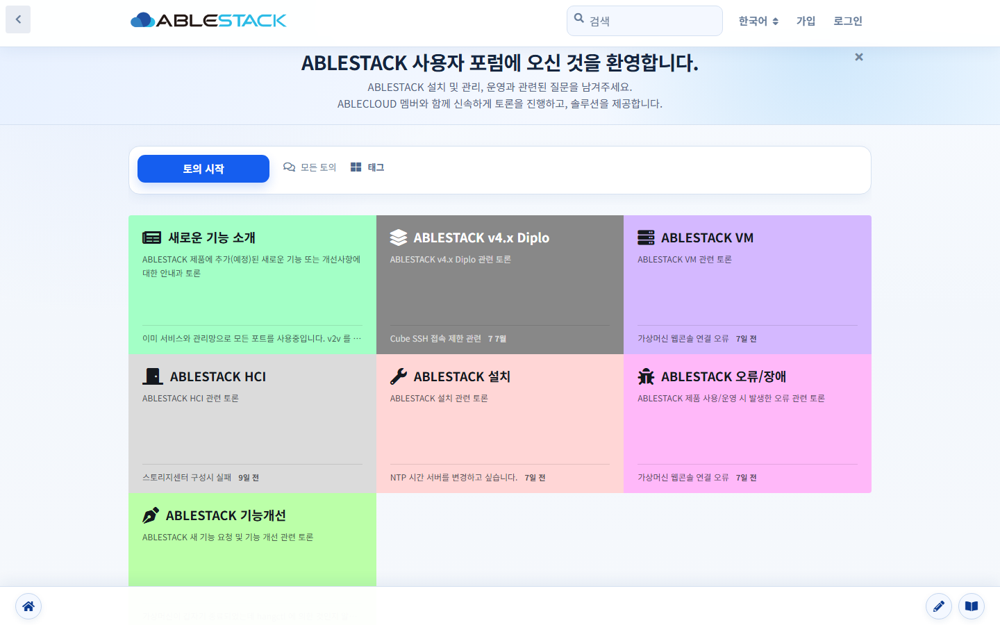 ABLESTACK
검색
한국어
가입
로그인
ABLESTACK 사용자 포럼에 오신 것을 환영합니다.
ABLESTACK 설치 및 관리, 운영과 관련된 질문을 남겨주세요.
ABLECLOUD 멤버와 함께 신속하게 토론을 진행하고, 솔루션을 제공합니다.
토의 시작
모든 토의
태그
새로운 기능 소개
ABLESTACK 제품에 추가(예정)된 새로운 기능 또는 개선사항에
대한 안내과 토론
이미 서비스와 관리망으로 모든 포트를 사용중입니다. v2v 를 ...
ABLESTACK v4.x Diplo
ABLESTACK v4.x Diplo 관련 토론
Cube SSH 접속 제한 관련 7 7월
ABLESTACK VM
ABLESTACK VM 관련 토론
가상머신 웹콘솔 연결 오류 7일 전
ABLESTACK HCI
ABLESTACK HCI 관련 토론
스토리지센터 구성시 실패 9일 전
ABLESTACK 설치
ABLESTACK 설치 관련 토론
NTP 시간 서버를 변경하고 싶습니다. 7일 전
ABLESTACK 오류/장애
ABLESTACK 제품 사용/운영 시 발생한 오류 관련 토론
가상머신 웹콘솔 연결 오류 7일 전
ABLESTACK 기능개선
ABLESTACK 새 기능 요청 및 기능 개선 관련 토론